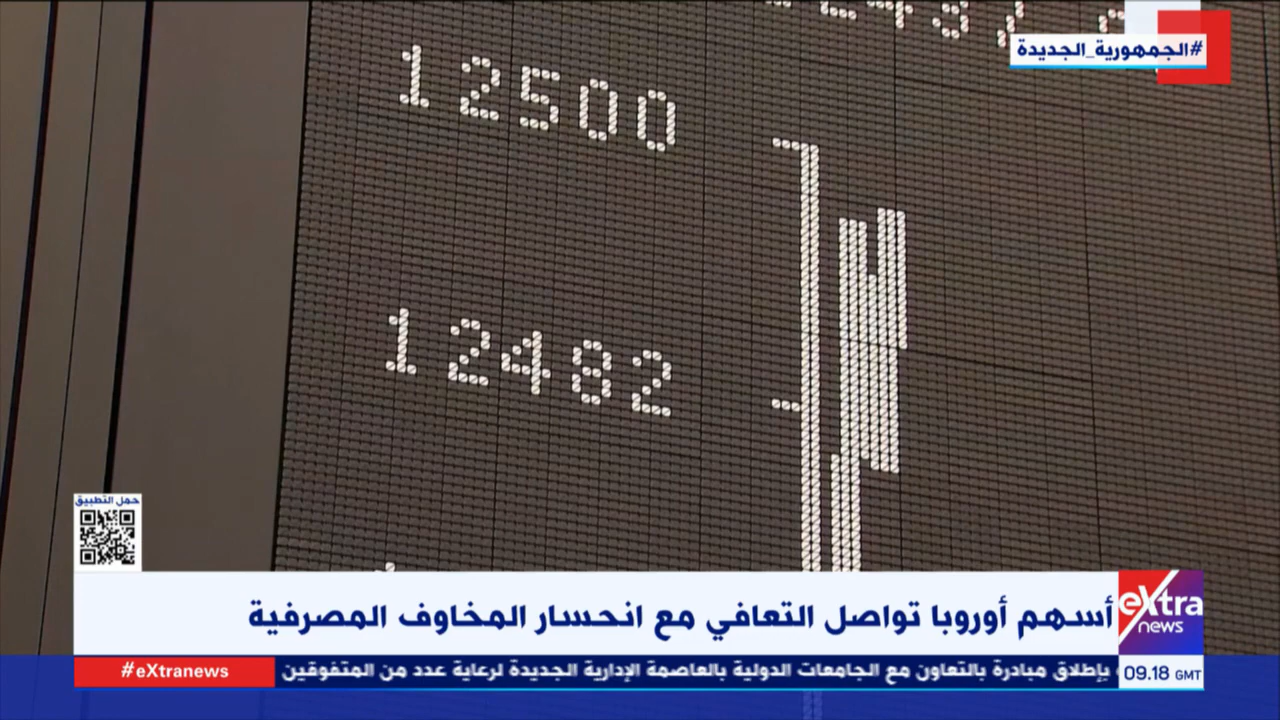 #الجمهورية_الجديدة
12500
12482
حمل التطبيق
أسهم أوروبا تواصل التعافي مع انحسار المخاوف المصرفية
eXtra
news
بإطلاق مبادرة بالتعاون مع الجامعات الدولية بالعاصمة الإدارية الجديدة لرعاية عدد من المتفوقين
#eXtranews
09.18 GMT